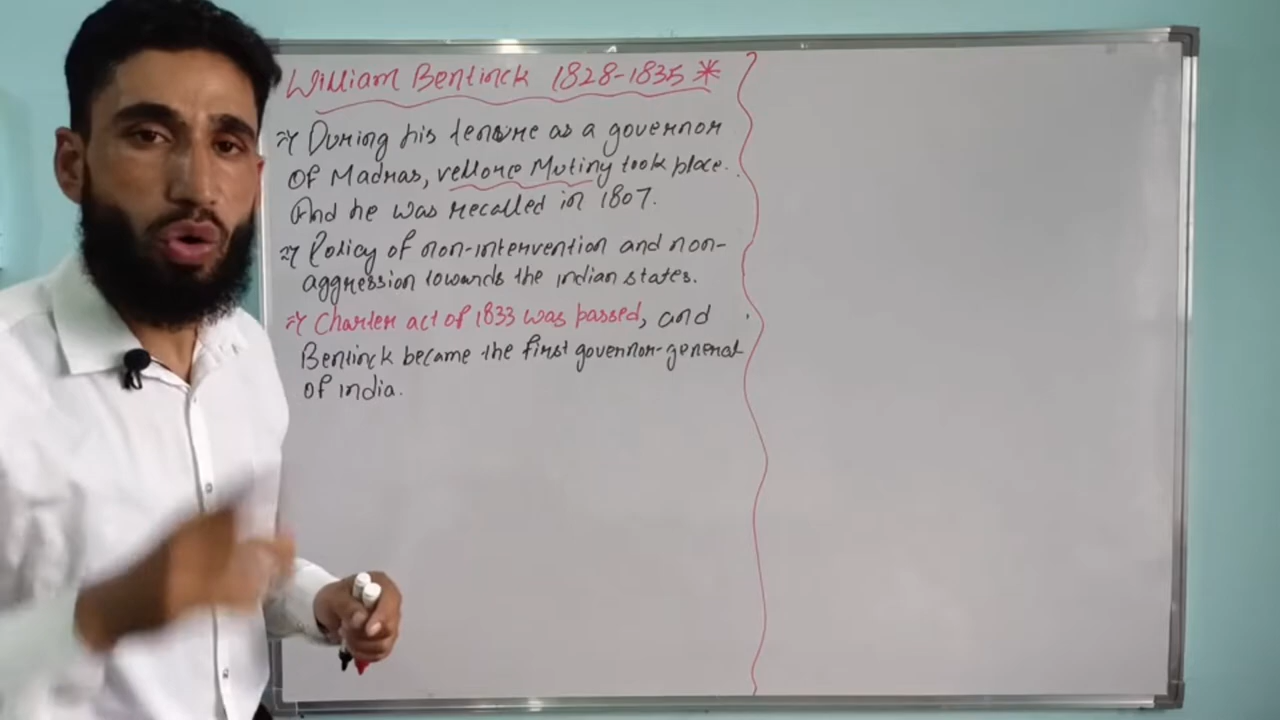 William Bentinck 1828-1835 *
During his tenure as a governor
Of Madras, vellore Mutiny took place.
And he was recalled in 1807.
Policy of non-intervention and non-
aggression towards the indian states.
Charter act of 1833 was passed, and
Bentinck became the first governor-general
of india.